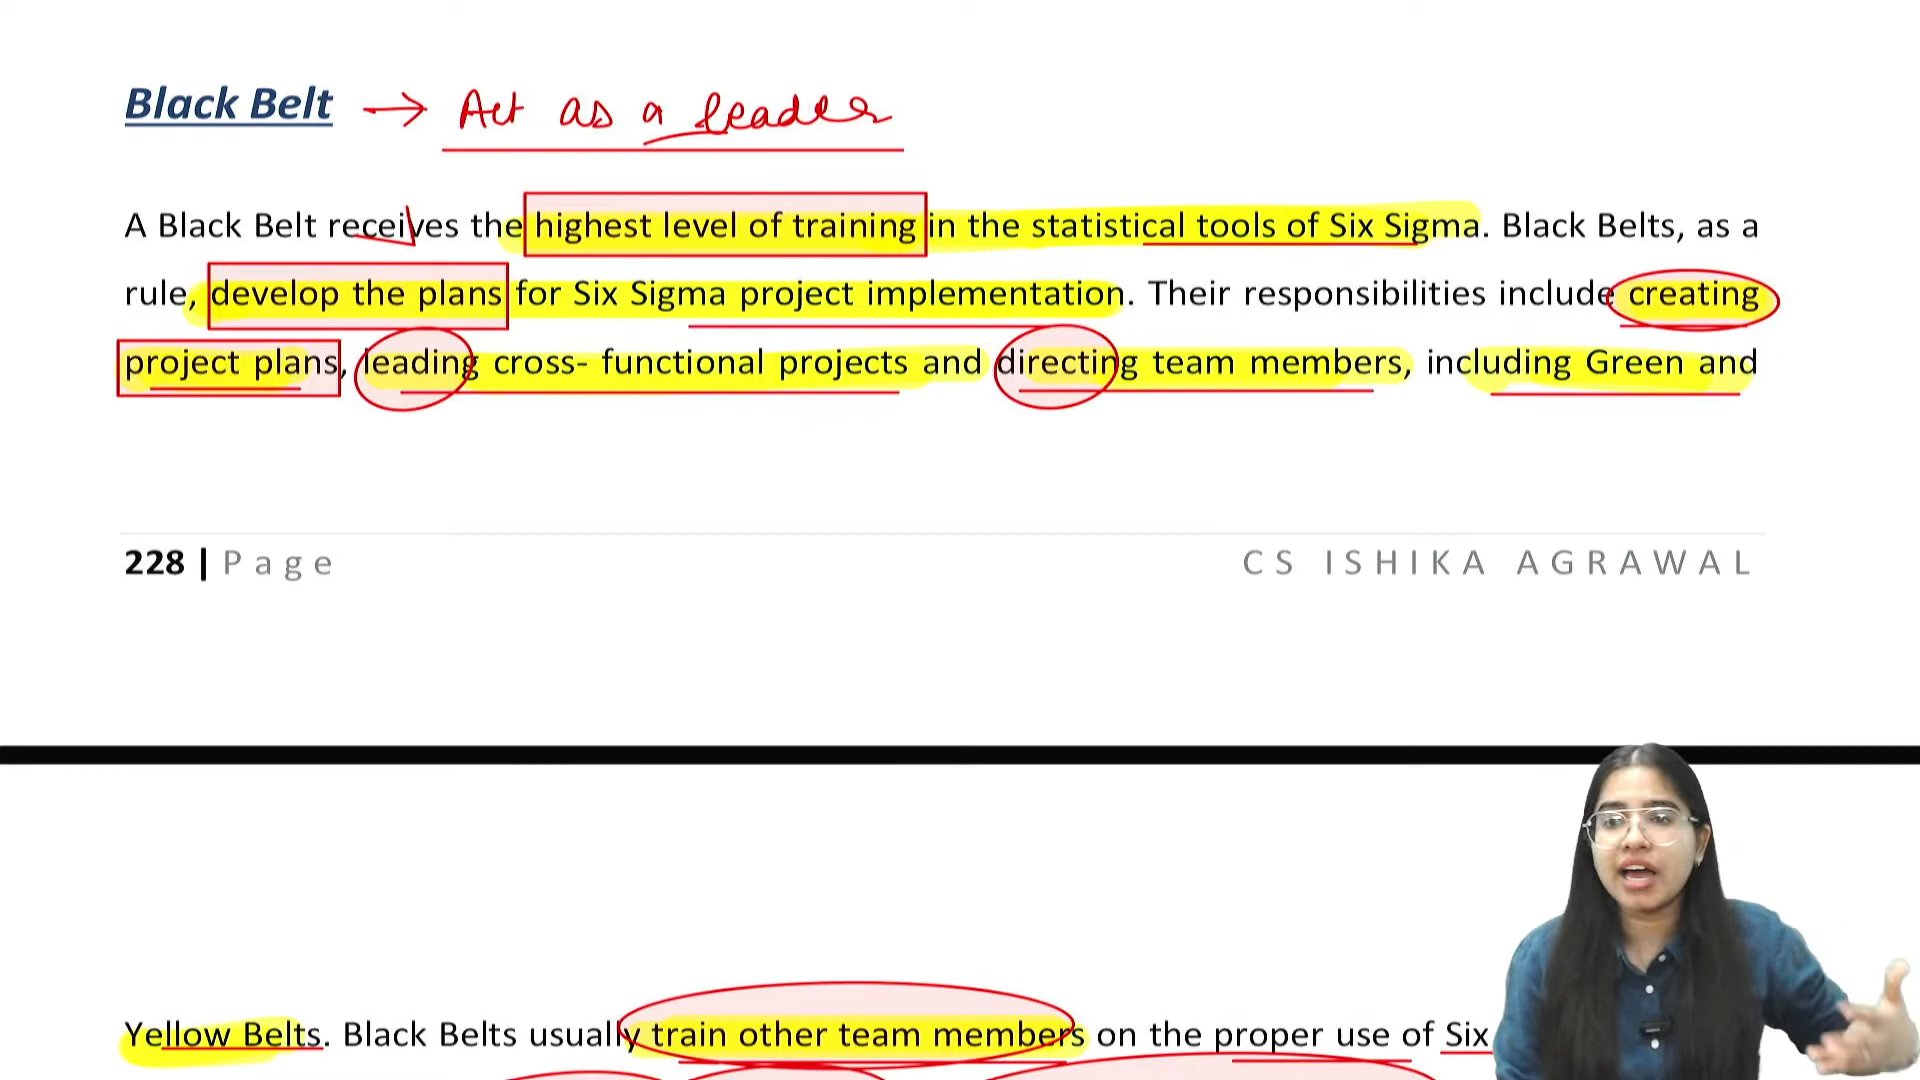 Black Belt → Act as a leader
A Black Belt receives the highest level of training in the statistical tools of Six Sigma. Black Belts, as a
rule, develop the plans for Six Sigma project implementation. Their responsibilities include creating
project plans, leading cross- functional projects and directing team members, including Green and
228 | Page
CS ISHIKA AGRAWAL
Yellow Belts. Black Belts usually train other team members on the proper use of Six